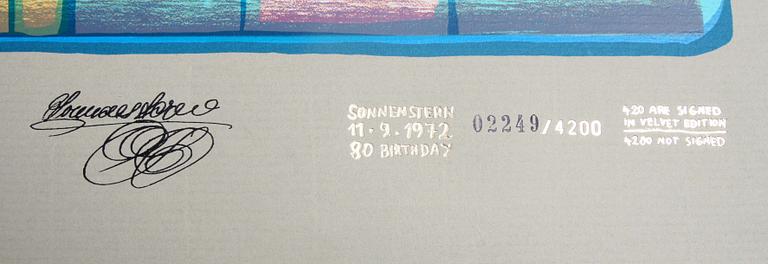 SONNENSTERN
11·9.1972
80 BIRTHDAY
02249/4200
420 ARE SIGNED
IN VELVET EDITION
4200 NOT SIGNED